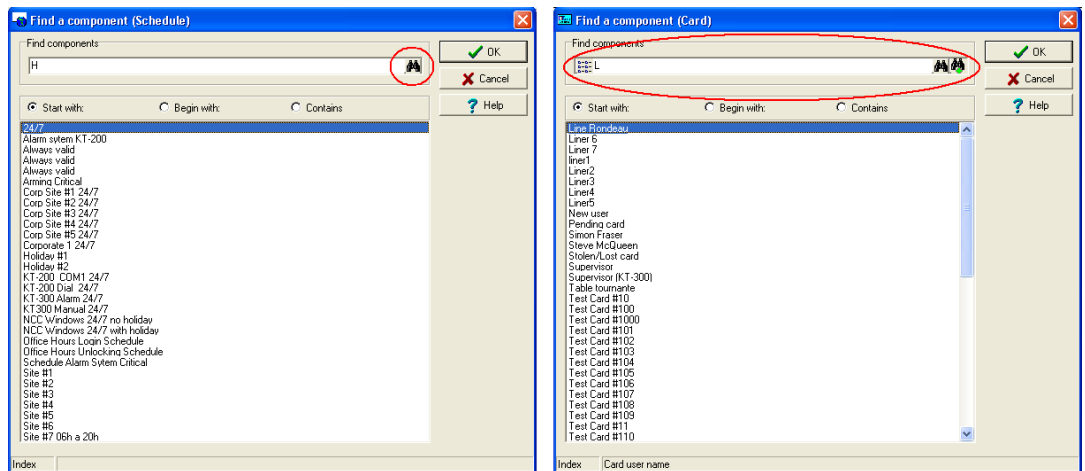 Find a component (Schedule)
Find components
H
OK
Cancel
Help
Start with:
Begin with:
Contains
24/7
Alarm sytem KT-200
Always valid
Always valid
Always valid
Arming Critical
Corp Site #1 24/7
Corp Site #2 24/7
Corp Site #3 24/7
Corp Site #4 24/7
Corp Site #5 24/7
Corporate 1 24/7
Holiday #1
Holiday #2
KT-200 COM1 24/7
KT-200 Dial 24/7
KT-300 Alarm 24/7
KT300 Manual 24/7
NCC Windows 24/7 no holiday
NCC Windows 24/7 with holiday
Office Hours Login Schedule
Office Hours Unlocking Schedule
Schedule Alarm Sytem Critical
Site #1
Site #2
Site #3
Site #4
Site #5
Site #6
Site #7 06h a 20h
Index
Find a component (Card)
Find components
L
OK
Cancel
Help
Start with:
Begin with:
Contains
Line Rondeau
Liner 6
Liner 7
liner1
Liner2
Liner3
Liner4
Liner5
New user
Pending card
Simon Fraser
Steve McQueen
Stolen/Lost card
Supervisor
Supervisor (KT-300)
Table tournante
Test Card #10
Test Card #100
Test Card #1000
Test Card #101
Test Card #102
Test Card #103
Test Card #104
Test Card #105
Test Card #106
Test Card #107
Test Card #108
Test Card #109
Test Card #11
Test Card #110
Index
Card user name